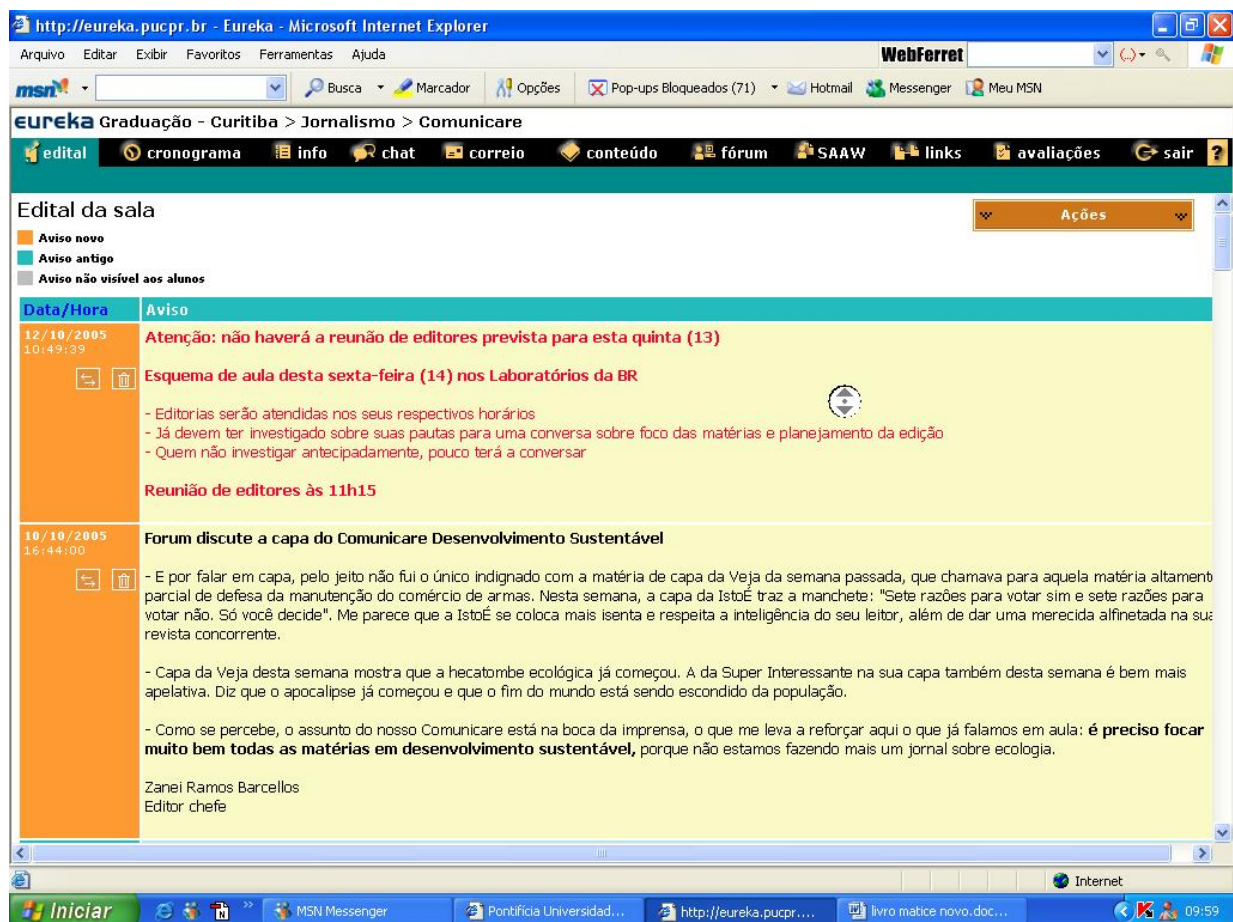 http://eureka.pucpr.br - Eureka - Microsoft Internet Explorer
Arquivo Editar Exibir Favoritos Ferramentas Ajuda WebFerret
msn Busca Marcador Opções Pop-ups Bloqueados (71) Hotmail Messenger Meu MSN
eureka Graduação - Curitiba > Jornalismo > Comunicare
edital cronograma info chat correio conteúdo fórum SAAW links avaliações sair ?
Edital da sala Ações
Aviso novo
Aviso antigo
Aviso não visível aos alunos
Data/Hora Aviso
12/10/2005 Atenção: não haverá a reunião de editores prevista para esta quinta (13)
10:49:39
Esquema de aula desta sexta-feira (14) nos Laboratórios da BR
- Editorias serão atendidas nos seus respectivos horários
- Já devem ter investigado sobre suas pautas para uma conversa sobre foco das matérias e planejamento da edição
- Quem não investigar antecipadamente, pouco terá a conversar
Reunião de editores às 11h15
10/10/2005 Forum discute a capa do Comunicare Desenvolvimento Sustentável
16:44:00
- E por falar em capa, pelo jeito não fui o único indignado com a matéria de capa da Veja da semana passada, que chamava para aquela matéria altament
parcial de defesa da manutenção do comércio de armas. Nesta semana, a capa da IstoÉ traz a manchete: "Sete razões para votar sim e sete razões para
votar não. Só você decide". Me parece que a IstoÉ se coloca mais isenta e respeita a inteligência do seu leitor, além de dar uma merecida alfinetada na sua
revista concorrente.
- Capa da Veja desta semana mostra que a hecatombe ecológica já começou. A da Super Interessante na sua capa também desta semana é bem mais
apelativa. Diz que o apocalipse já começou e que o fim do mundo está sendo escondido da população.
- Como se percebe, o assunto do nosso Comunicare está na boca da imprensa, o que me leva a reforçar aqui o que já falamos em aula: é preciso focar
muito bem todas as matérias em desenvolvimento sustentável, porque não estamos fazendo mais um jornal sobre ecologia.
Zanei Ramos Barcellos
Editor chefe
Internet
Iniciar » MSN Messenger Pontifícia Universidad... http://eureka.pucpr.... livro matice novo.doc... 09:59